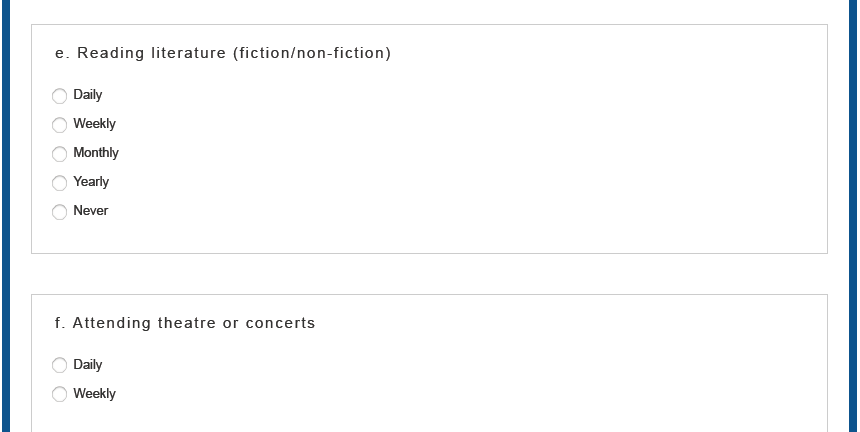 e. Reading literature (fiction/non-fiction)
Daily
Weekly
Monthly
Yearly
Never
f. Attending theatre or concerts
Daily
Weekly